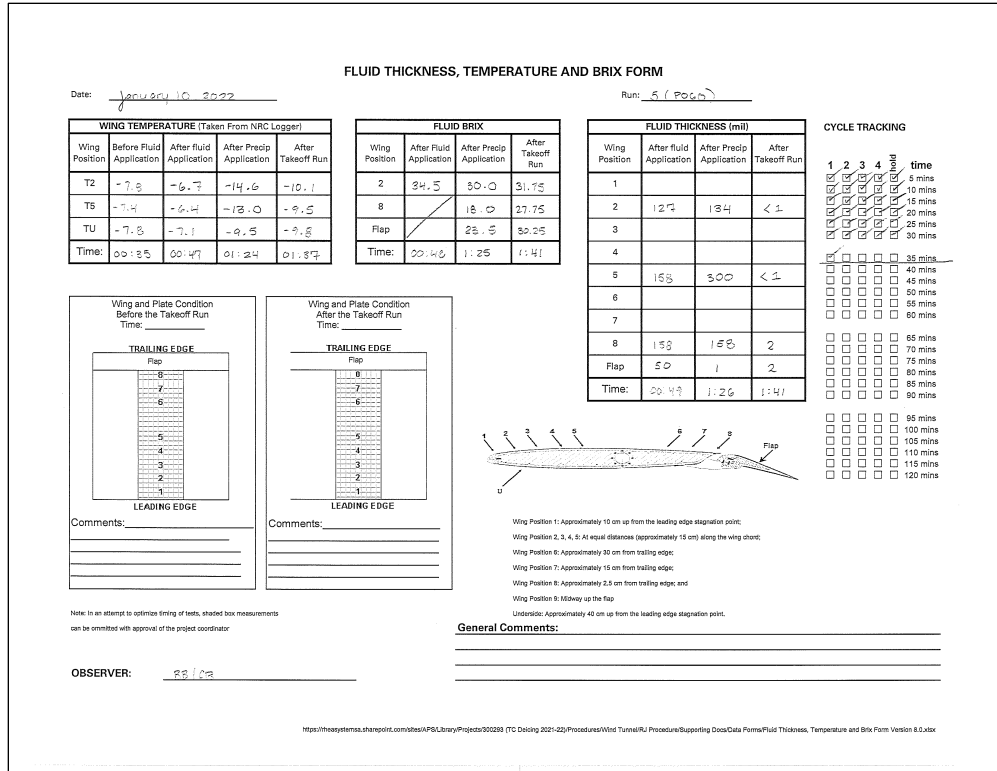 FLUID THICKNESS, TEMPERATURE AND BRIX FORM
Date: January 10 2022
Run: 5 (POGO)
WING TEMPERATURE (Taken From NRC Logger)
Wing Position Before Fluid Application After fluid Application After Precip Application After Takeoff Run
T2 -7.8 -6.7 -14.6 -10.1
T5 -7.4 -6.4 -13.0 -9.5
TU -7.3 -7.1 -9.5 -9.8
Time: 00:35 00:47 01:24 01:37
FLUID BRIX
Wing Position After Fluid Application After Precip Application After Takeoff Run
2 34.5 30.0 31.75
8 18.0 27.75
Flap 23.5 30.25
Time: 00:48 1:25 1:41
FLUID THICKNESS (mil)
Wing Position After fluid Application After Precip Application After Takeoff Run
1
2 127 134 <1
3
4
5 158 300 <1
6
7
8 158 158 2
Flap 50 1 2
Time: 00:49 1:26 1:41
CYCLE TRACKING
1 2 3 4 hold time
5 mins
10 mins
15 mins
20 mins
25 mins
30 mins
35 mins
40 mins
45 mins
50 mins
55 mins
60 mins
65 mins
70 mins
75 mins
80 mins
85 mins
90 mins
95 mins
100 mins
105 mins
110 mins
115 mins
120 mins
Wing and Plate Condition
Before the Takeoff Run
Time:
TRAILING EDGE
Flap
8
7
6
5
4
3
2
1
LEADING EDGE
Comments:
Wing and Plate Condition
After the Takeoff Run
Time:
TRAILING EDGE
Flap
8
7
6
5
4
3
2
1
LEADING EDGE
Comments:
1 2 3 4 5 6 7 8
Flap
U
Wing Position 1: Approximately 10 cm up from the leading edge stagnation point;
Wing Position 2, 3, 4, 5: At equal distances (approximately 15 cm) along the wing chord;
Wing Position 6: Approximately 30 cm from trailing edge;
Wing Position 7: Approximately 15 cm from trailing edge;
Wing Position 8: Approximately 2.5 cm from trailing edge; and
Wing Position 9: Midway up the flap
Underside: Approximately 40 cm up from the leading edge stagnation point.
Note: In an attempt to optimize timing of tests, shaded box measurements
can be ommitted with approval of the project coordinator
General Comments:
OBSERVER:
https://rheasystemsa.sharepoint.com/sites/APS/Library/Projects/300293 (TC Deicing 2021-22)/Procedures/Wind Tunnel/RJ Procedure/Supporting Docs/Data Forms/Fluid Thickness, Temperature and Brix Form Version 8.0.xlsx